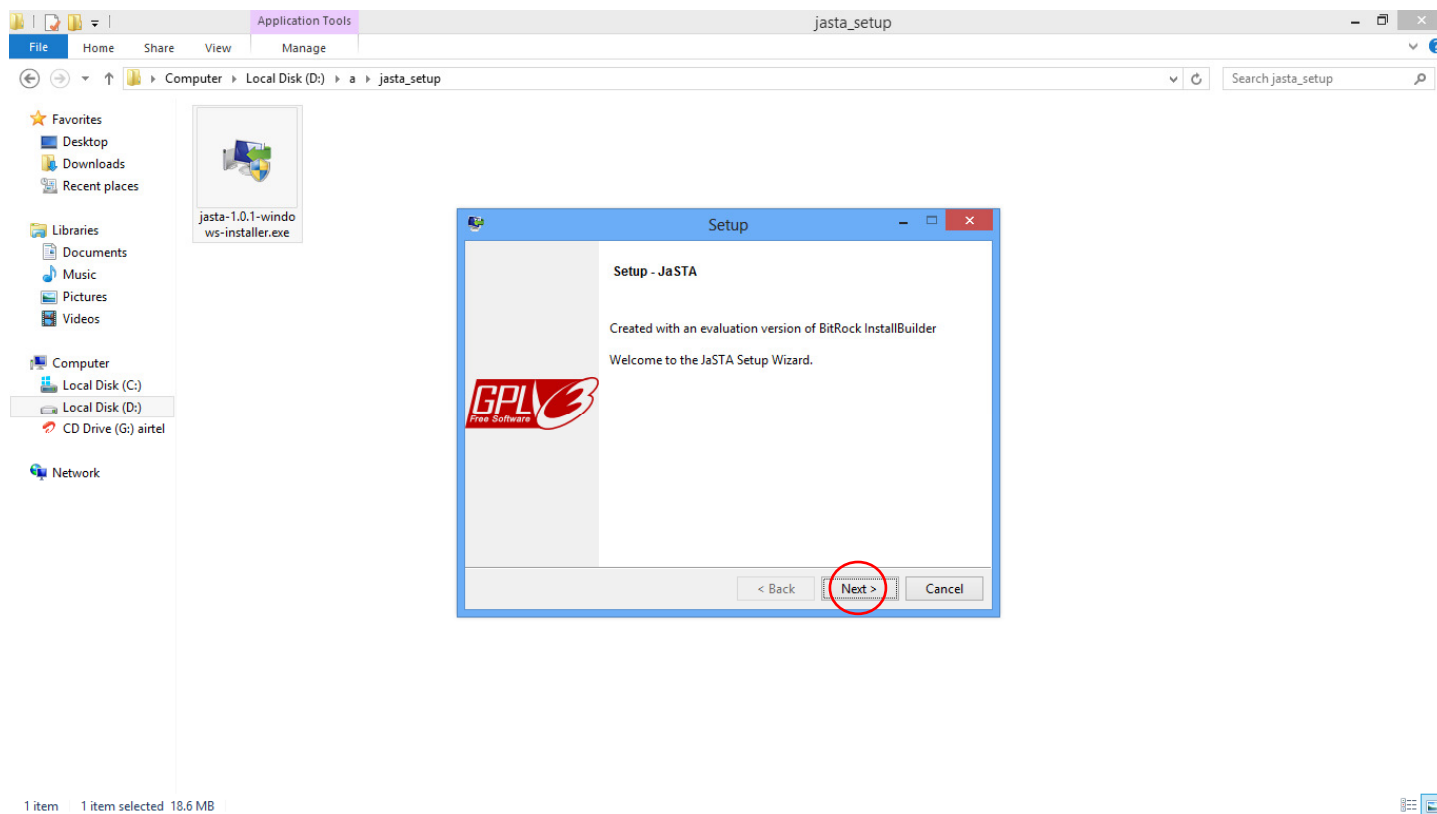 Application Tools
jasta_setup
File
Home
Share
View
Manage
Computer
Local Disk (D:)
a
jasta_setup
Search jasta_setup
Favorites
Desktop
Downloads
Recent places
Libraries
Documents
Music
Pictures
Videos
Computer
Local Disk (C:)
Local Disk (D:)
CD Drive (G:) airtel
Network
jasta-1.0.1-windo
ws-installer.exe
Setup
Setup - JaSTA
Created with an evaluation version of BitRock InstallBuilder
Welcome to the JaSTA Setup Wizard.
GPLv3
Free Software
< Back
Next >
Cancel
1 item
1 item selected 18.6 MB